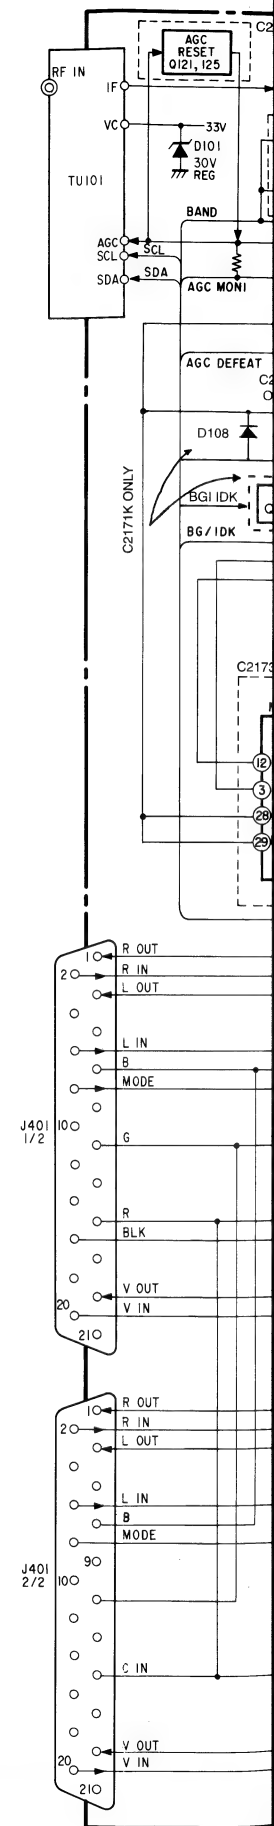 C2
AGC
RESET
Q121, 125
RF IN
IF
VC
33V
D101
30V
REG
TU101
BAND
AGC
SCL
SCL
SDA
SDA
AGC MONI
AGC DEFEAT
C2
O
D108
C2171K ONLY
BGI IDK
Q
BG/IDK
C2173
12
3
28
29
1
R OUT
2
R IN
L OUT
L IN
B
MODE
J401
1/2
10
G
R
BLK
V OUT
20
V IN
21
1
R OUT
2
R IN
L OUT
L IN
B
MODE
9
J401
2/2
10
C IN
V OUT
20
V IN
21